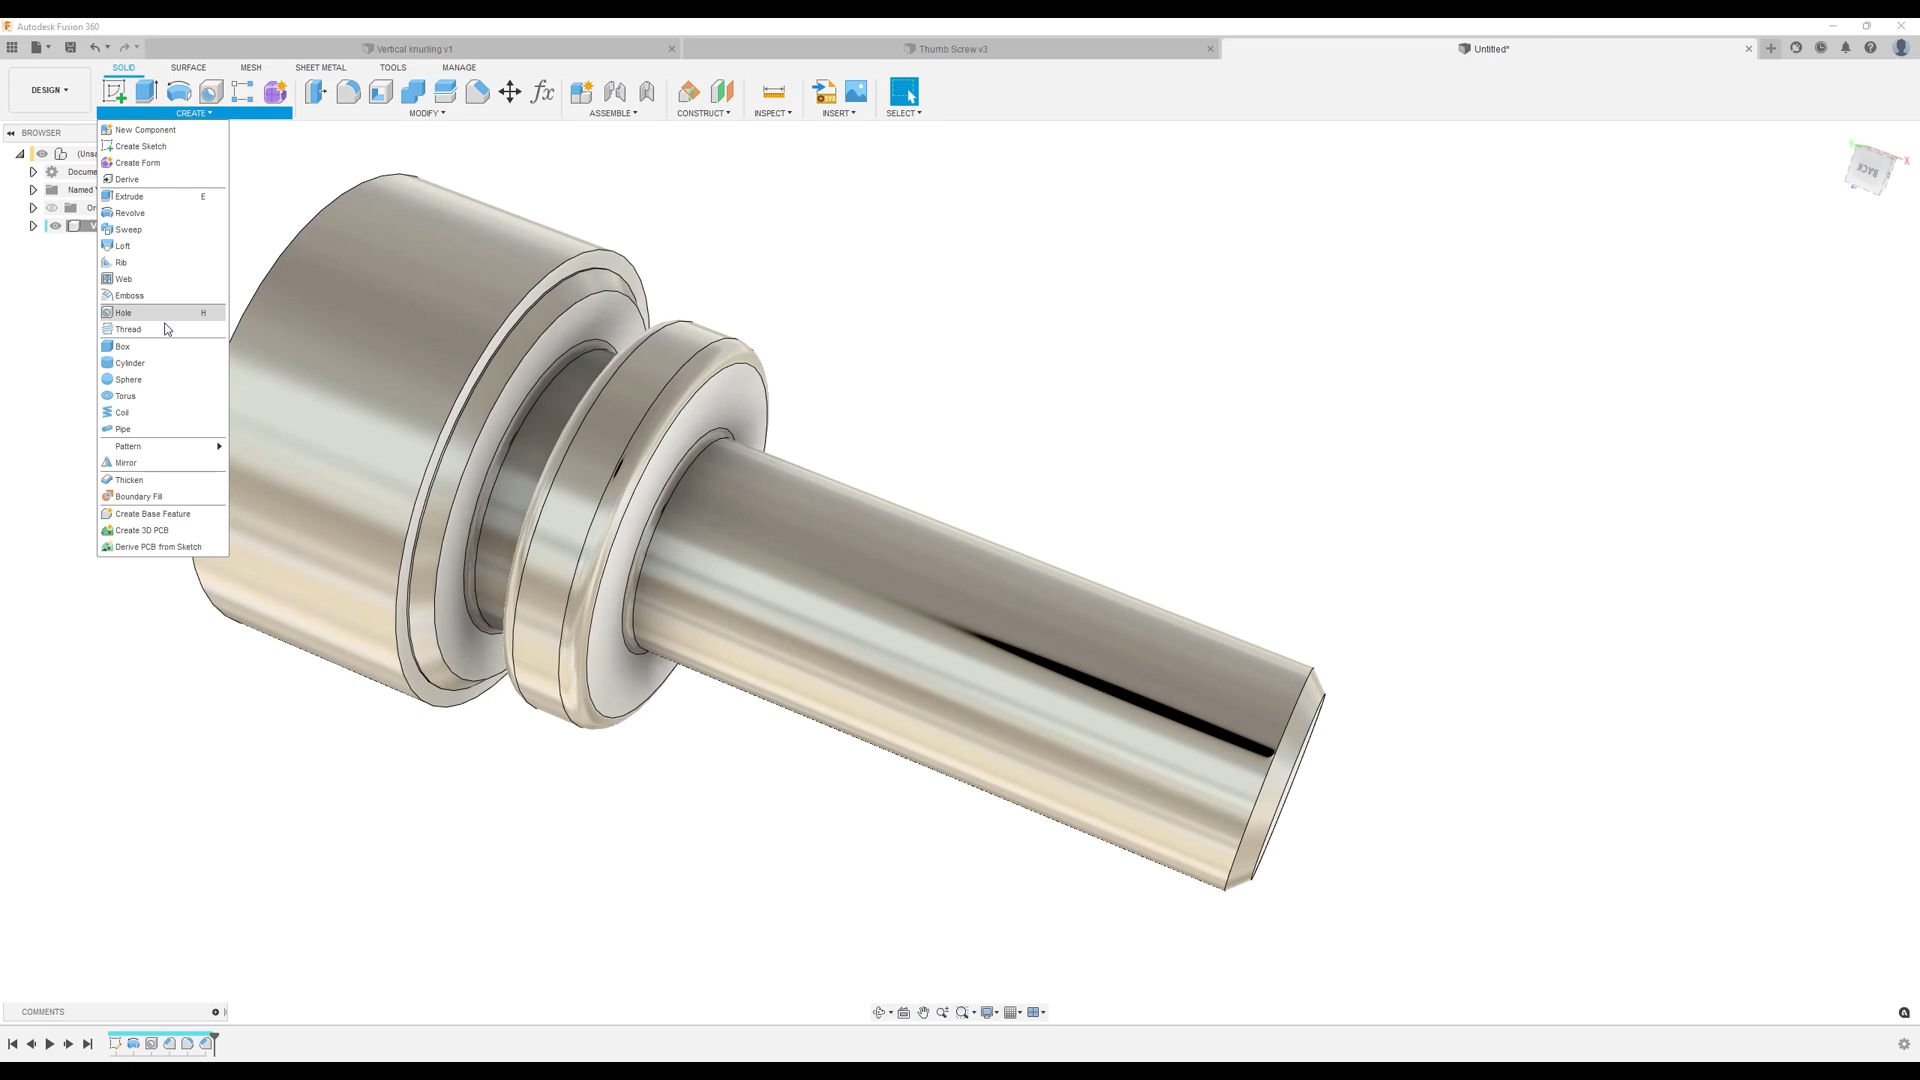 Autodesk Fusion 360
Vertical knurling v1
Thumb Screw v3
Untitled*
SOLID
SURFACE
MESH
SHEET METAL
TOOLS
MANAGE
DESIGN
CREATE
MODIFY
ASSEMBLE
CONSTRUCT
INSPECT
INSERT
SELECT
BROWSER
(Unsa
Docume
Named
Or
New Component
Create Sketch
Create Form
Derive
Extrude E
Revolve
Sweep
Loft
Rib
Web
Emboss
Hole H
Thread
Box
Cylinder
Sphere
Torus
Coil
Pipe
Pattern
Mirror
Thicken
Boundary Fill
Create Base Feature
Create 3D PCB
Derive PCB from Sketch
BACK
X
COMMENTS